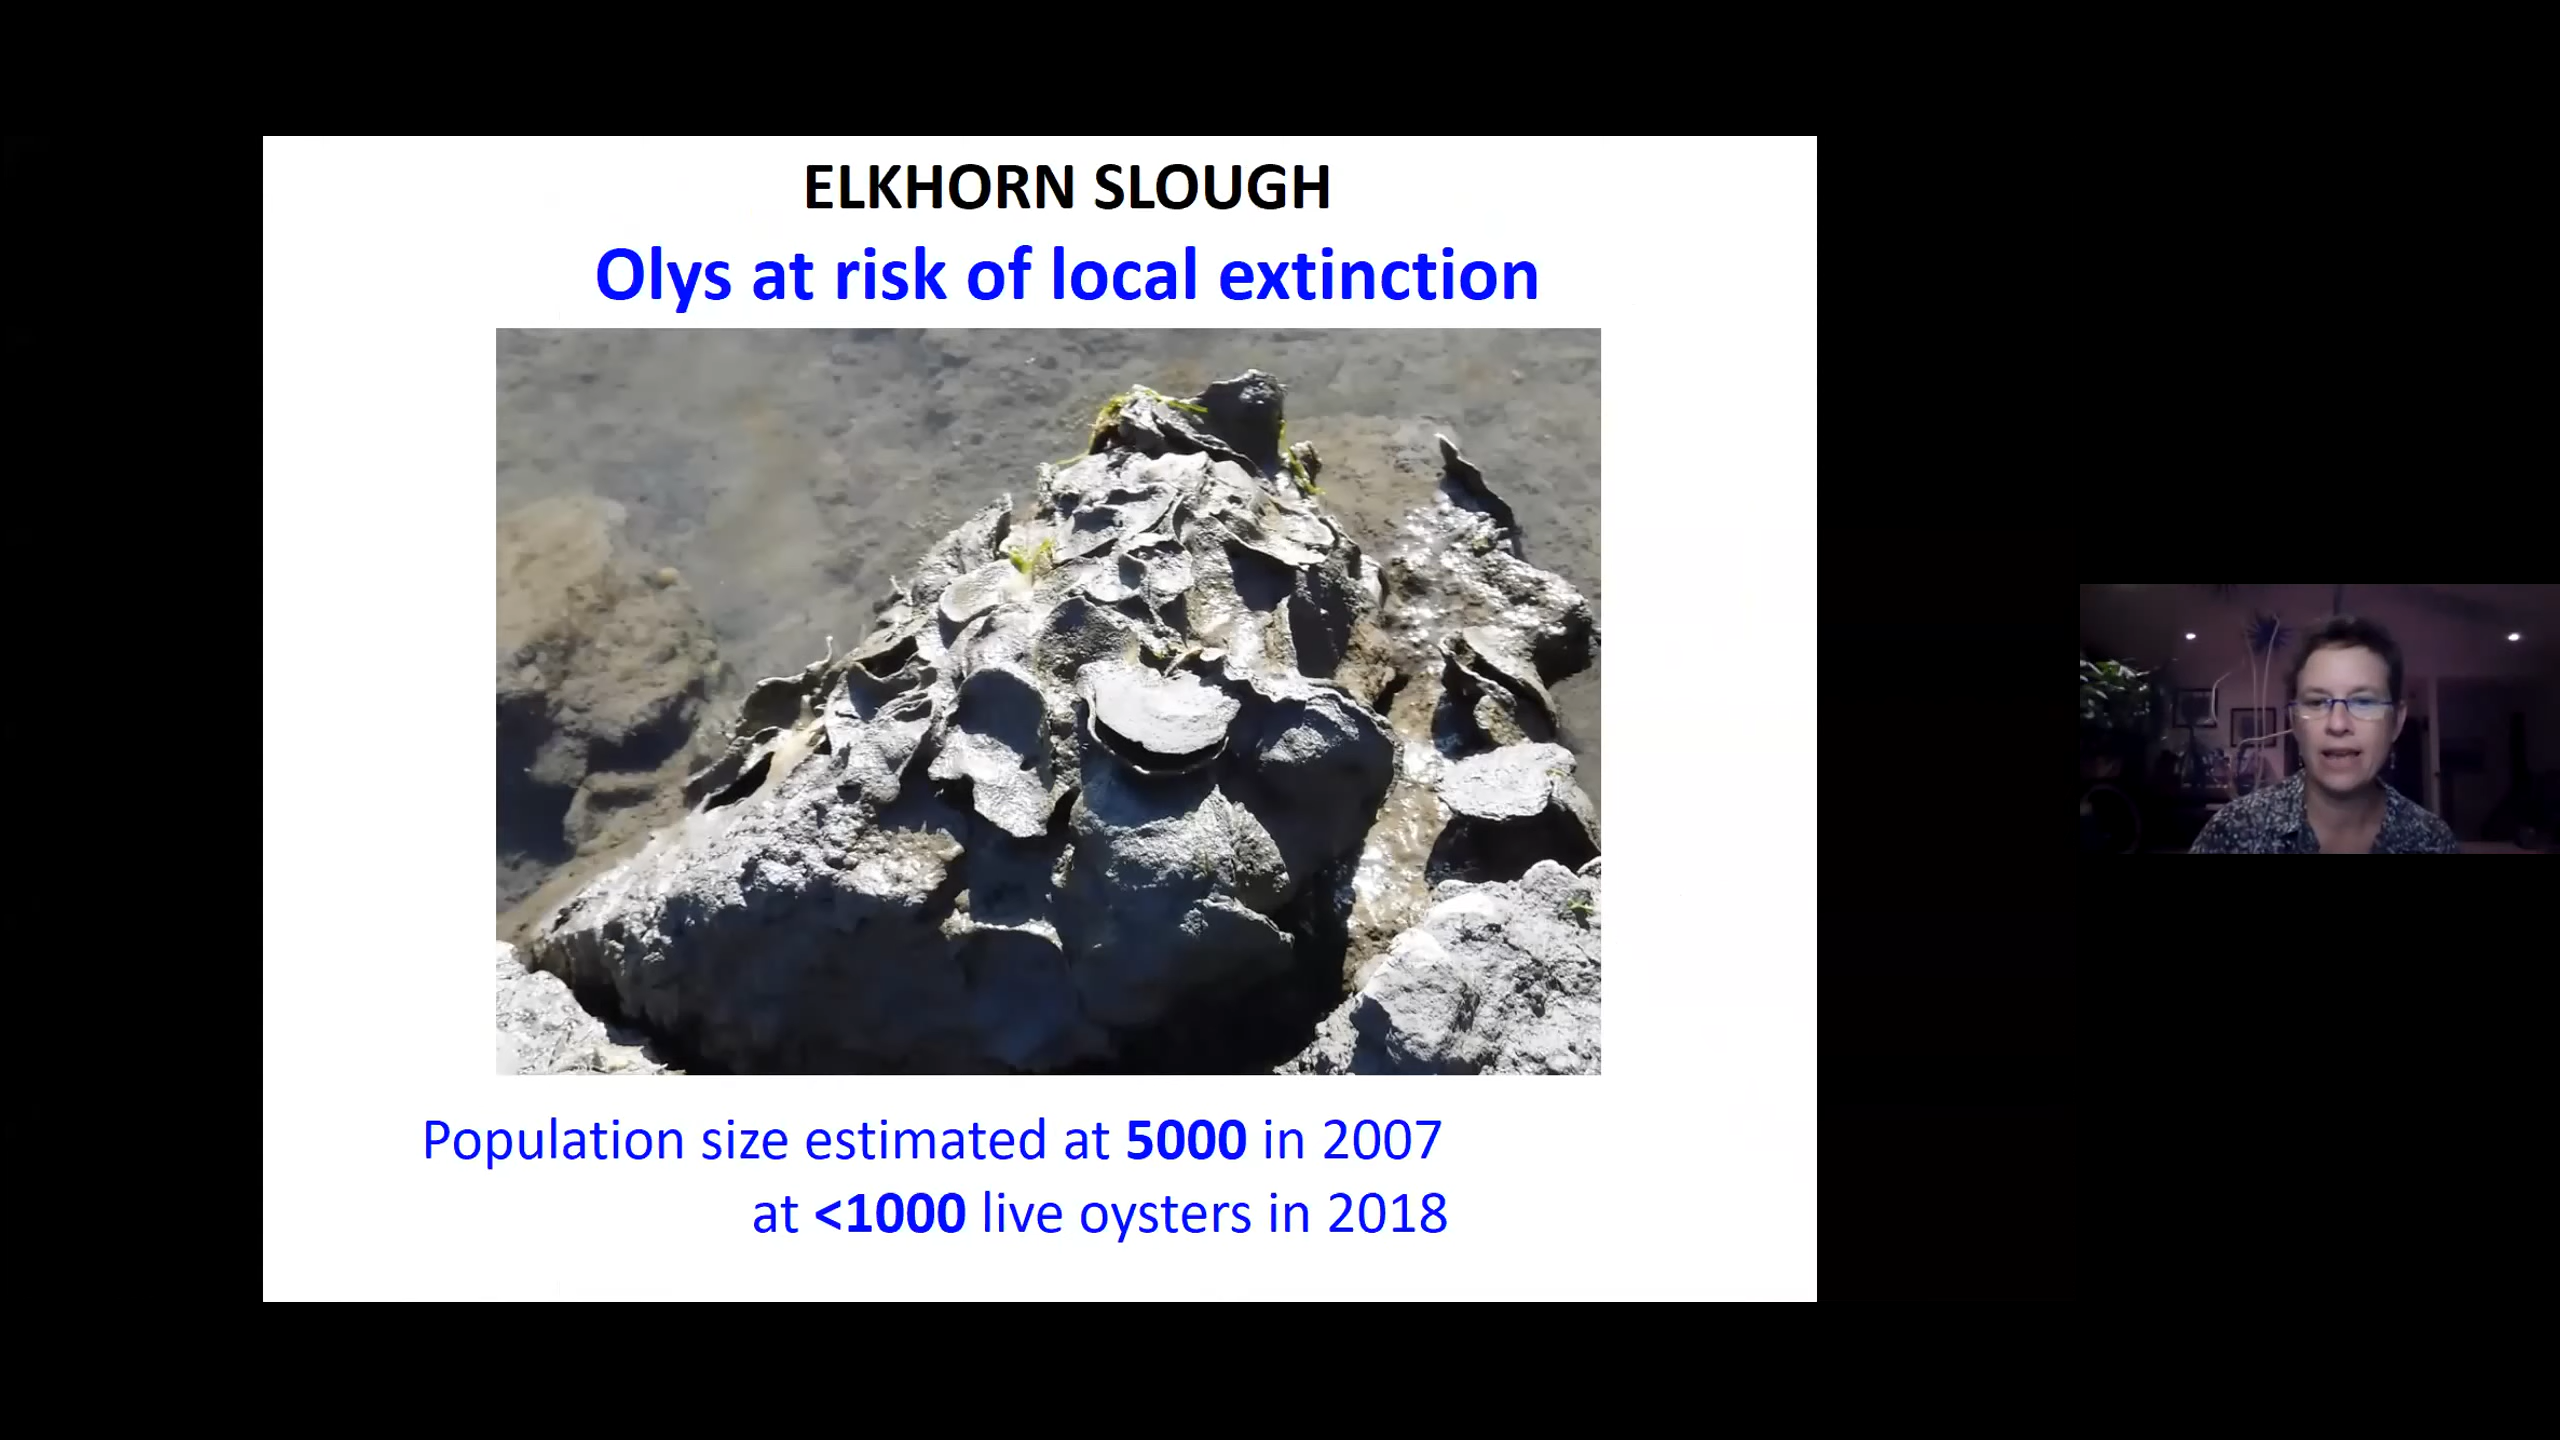 ELKHORN SLOUGH
Olys at risk of local extinction
Population size estimated at 5000 in 2007
at <1000 live oysters in 2018